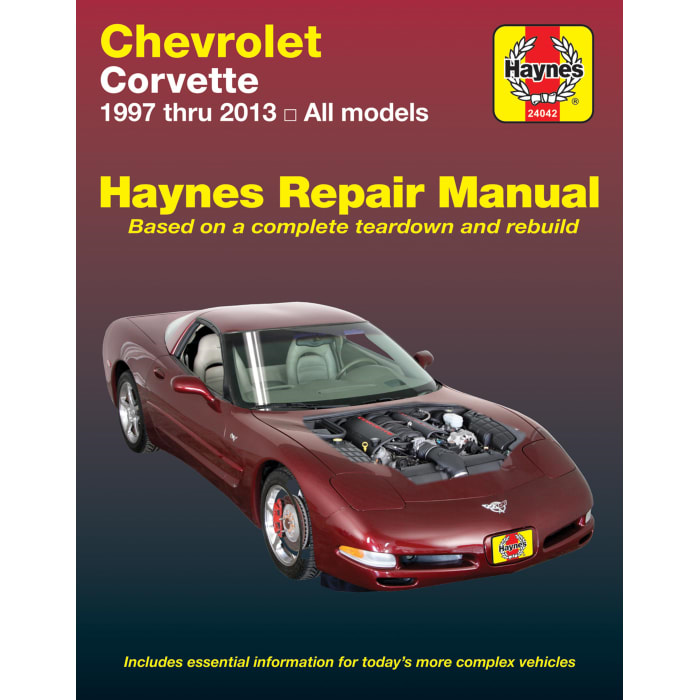 Chevrolet
Corvette
1997 thru 2013 □ All models
Haynes
®
24042
Haynes Repair Manual
Based on a complete teardown and rebuild
Haynes
Includes essential information for today's more complex vehicles